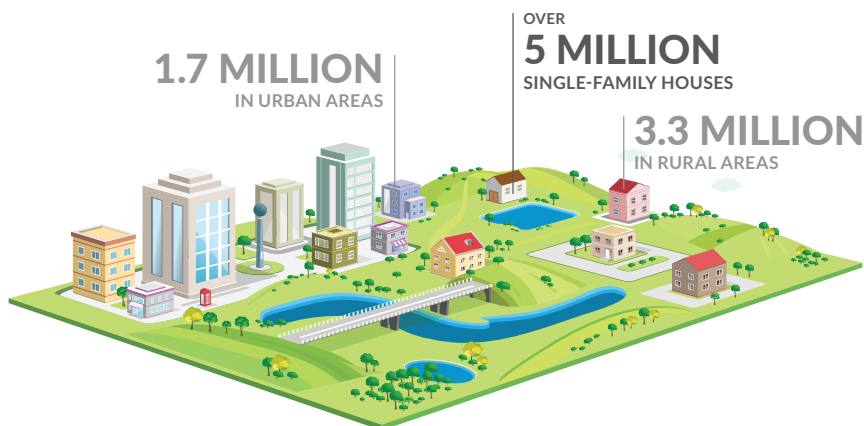 1.7 MILLION
IN URBAN AREAS
OVER
5 MILLION
SINGLE-FAMILY HOUSES
3.3 MILLION
IN RURAL AREAS